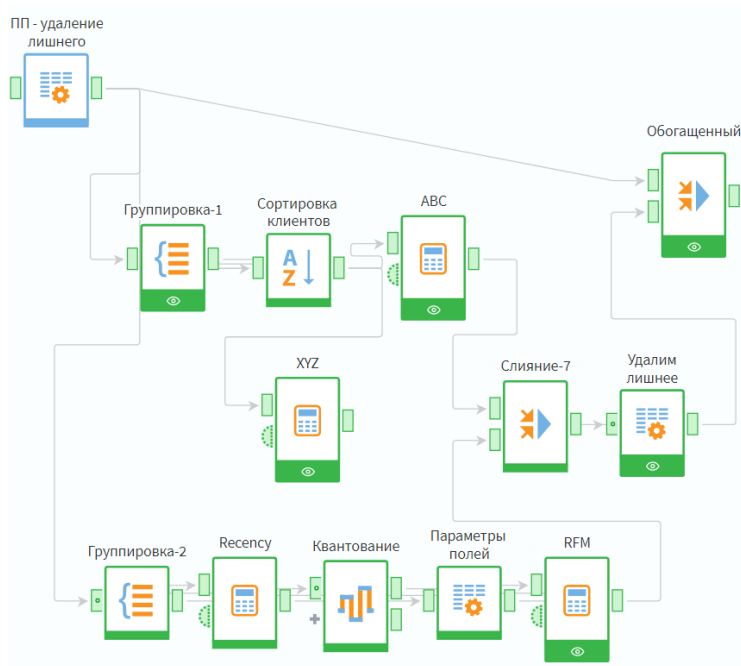 ПП - удаление
лишнего
Обогащенный
Группировка-1
Сортировка
клиентов
ABC
A
Z
XYZ
Слияние-7
Удалим
лишнее
Группировка-2
Recency
Квантование
Параметры
полей
RFM